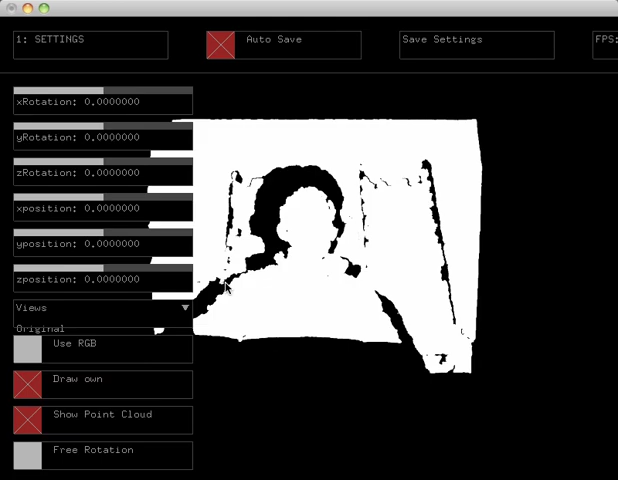 1: SETTINGS
Auto Save
Save Settings
FPS:
xRotation: 0.0000000
yRotation: 0.0000000
zRotation: 0.0000000
xposition: 0.0000000
yposition: 0.0000000
zposition: 0.0000000
Views
Original
Use RGB
Draw own
Show Point Cloud
Free Rotation